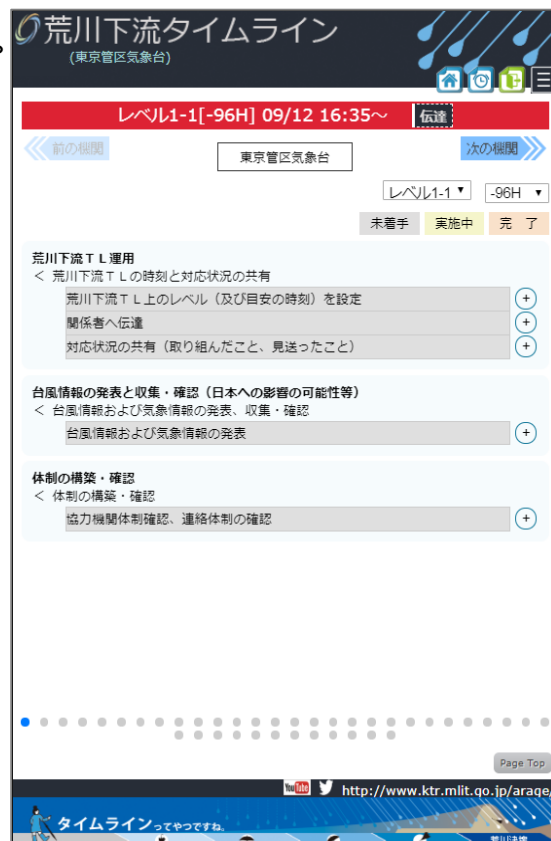 荒川下流タイムライン
(東京管区気象台)
レベル1-1[-96H] 09/12 16:35～ 伝達
前の機関 東京管区気象台 次の機関
レベル1-1 -96H
未着手 実施中 完 了
荒川下流ＴＬ運用
< 荒川下流ＴＬの時刻と対応状況の共有
荒川下流ＴＬ上のレベル（及び目安の時刻）を設定
関係者へ伝達
対応状況の共有（取り組んだこと、見送ったこと）
台風情報の発表と収集・確認（日本への影響の可能性等）
< 台風情報および気象情報の発表、収集・確認
台風情報および気象情報の発表
体制の構築・確認
< 体制の構築・確認
協力機関体制確認、連絡体制の確認
Page Top
YouTube http://www.ktr.mlit.go.jp/arage/
タイムラインってやつですね。